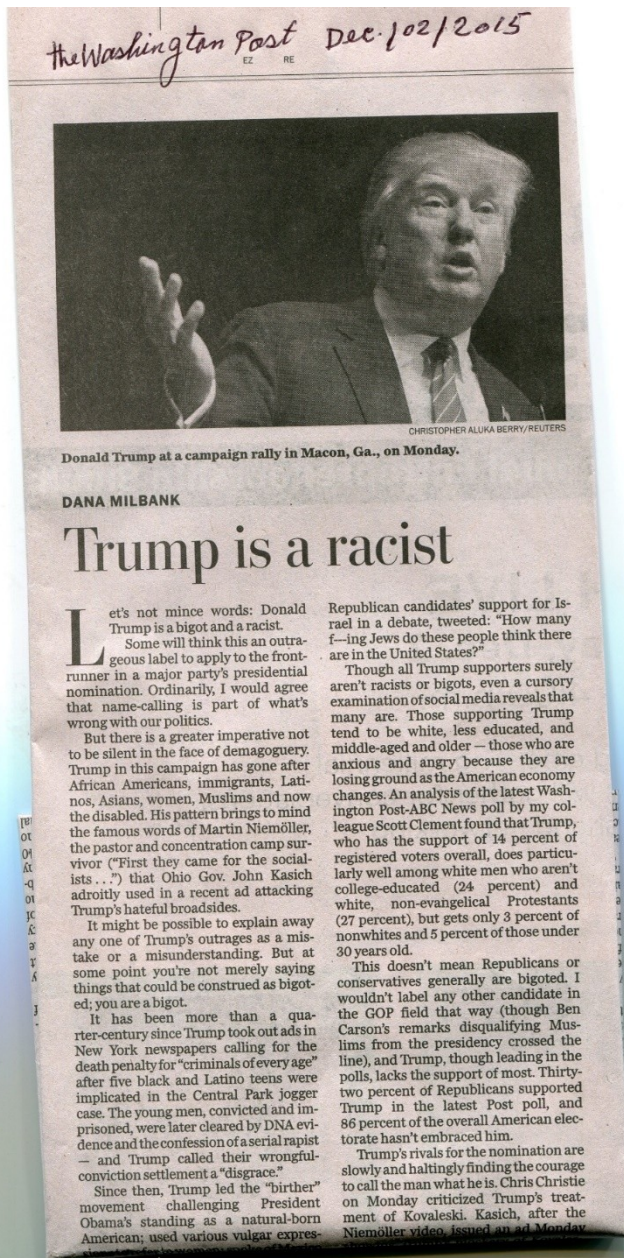 the Washington Post Dec. / 02 / 2015
EZ RE
CHRISTOPHER ALUKA BERRY/REUTERS
Donald Trump at a campaign rally in Macon, Ga., on Monday.
DANA MILBANK
Trump is a racist
Let's not mince words: Donald
Trump is a bigot and a racist.
Some will think this an outra-
geous label to apply to the front-
runner in a major party's presidential
nomination. Ordinarily, I would agree
that name-calling is part of what's
wrong with our politics.
But there is a greater imperative not
to be silent in the face of demagoguery.
Trump in this campaign has gone after
African Americans, immigrants, Lati-
nos, Asians, women, Muslims and now
the disabled. His pattern brings to mind
the famous words of Martin Niemöller,
the pastor and concentration camp sur-
vivor ("First they came for the social-
ists . . .") that Ohio Gov. John Kasich
adroitly used in a recent ad attacking
Trump's hateful broadsides.
It might be possible to explain away
any one of Trump's outrages as a mis-
take or a misunderstanding. But at
some point you're not merely saying
things that could be construed as bigot-
ed; you are a bigot.
It has been more than a qua-
rter-century since Trump took out ads in
New York newspapers calling for the
death penalty for "criminals of every age"
after five black and Latino teens were
implicated in the Central Park jogger
case. The young men, convicted and im-
prisoned, were later cleared by DNA evi-
dence and the confession of a serial rapist
— and Trump called their wrongful-
conviction settlement a "disgrace."
Since then, Trump led the "birther"
movement challenging President
Obama's standing as a natural-born
American; used various vulgar expres-
Republican candidates' support for Is-
rael in a debate, tweeted: "How many
f—ing Jews do these people think there
are in the United States?"
Though all Trump supporters surely
aren't racists or bigots, even a cursory
examination of social media reveals that
many are. Those supporting Trump
tend to be white, less educated, and
middle-aged and older — those who are
anxious and angry because they are
losing ground as the American economy
changes. An analysis of the latest Wash-
ington Post-ABC News poll by my col-
league Scott Clement found that Trump,
who has the support of 14 percent of
registered voters overall, does particu-
larly well among white men who aren't
college-educated (24 percent) and
white, non-evangelical Protestants
(27 percent), but gets only 3 percent of
nonwhites and 5 percent of those under
30 years old.
This doesn't mean Republicans or
conservatives generally are bigoted. I
wouldn't label any other candidate in
the GOP field that way (though Ben
Carson's remarks disqualifying Mus-
lims from the presidency crossed the
line), and Trump, though leading in the
polls, lacks the support of most. Thirty-
two percent of Republicans supported
Trump in the latest Post poll, and
86 percent of the overall American elec-
torate hasn't embraced him.
Trump's rivals for the nomination are
slowly and haltingly finding the courage
to call the man what he is. Chris Christie
on Monday criticized Trump's treat-
ment of Kovaleski. Kasich, after the
Niemöller video, issued an ad Monday